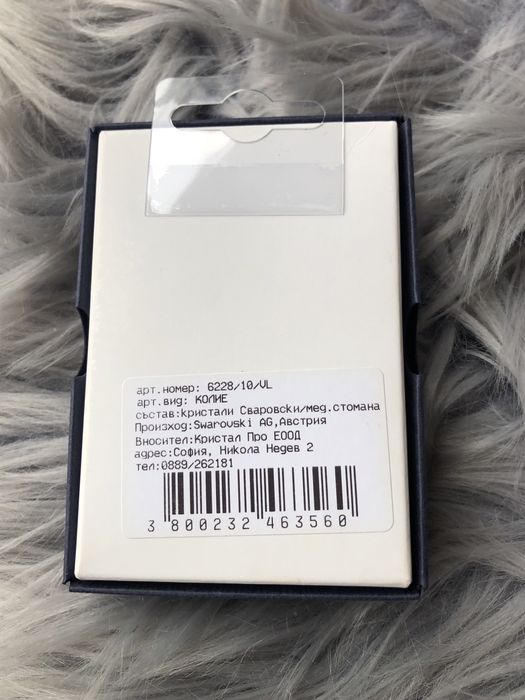 арт.номер: 6228/10/VL
арт.вид: КОЛИЕ
състав:кристали Сваровски/мед.стомана
Произход:Swarovski AG,Австрия
Вносител:Кристал Про ЕООД
адрес:София, Никола Недев 2
тел:0889/262181
3 800232 463560